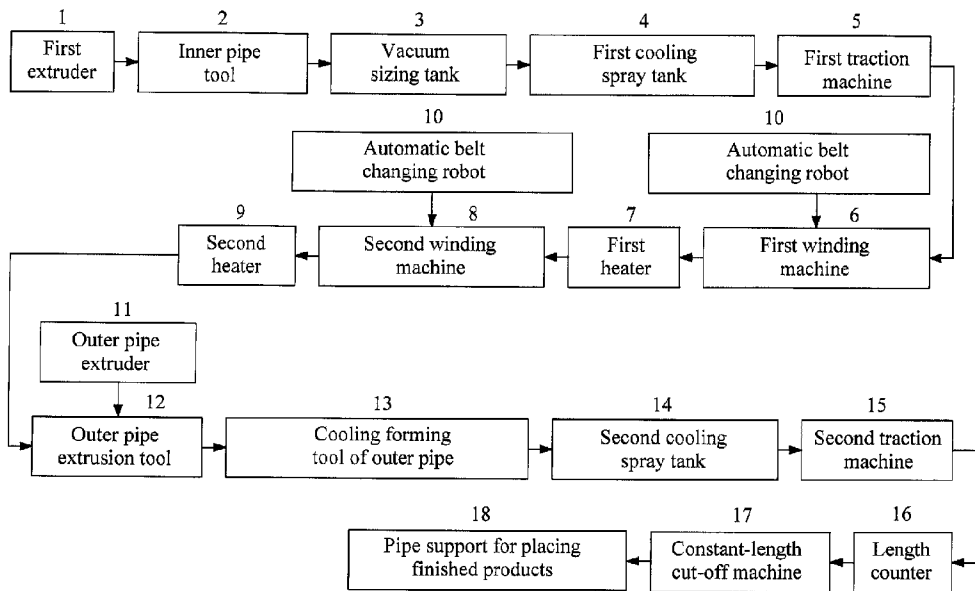 1 2 3 4 5
First Inner pipe Vacuum First cooling First traction
extruder tool sizing tank spray tank machine
10 10
Automatic belt Automatic belt
changing robot changing robot
9 8 7 6
Second Second winding First First winding
heater machine heater machine
11
Outer pipe
extruder
12 13 14 15
Outer pipe Cooling forming Second cooling Second traction
extrusion tool tool of outer pipe spray tank machine
18 17 16
Pipe support for placing Constant-length Length
finished products cut-off machine counter